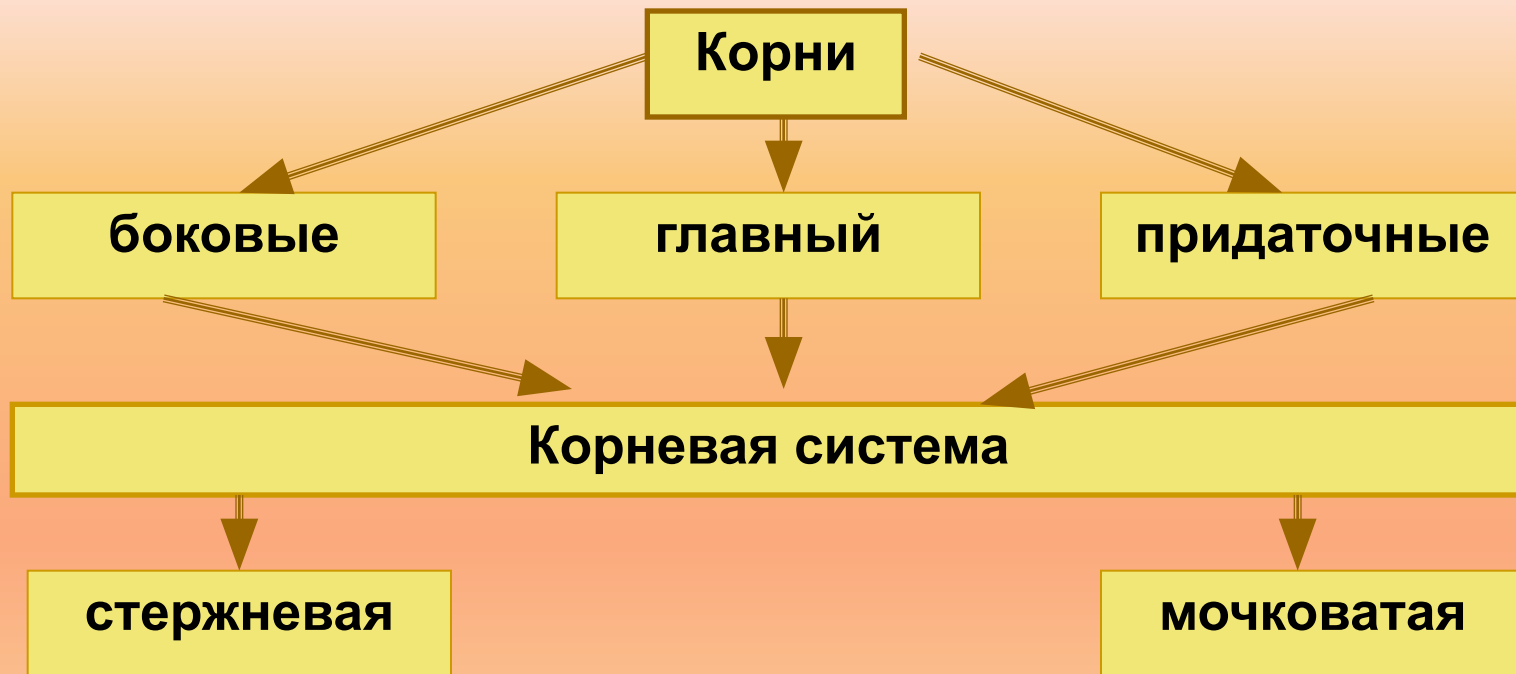 Корни
боковые
главный
придаточные
Корневая система
стержневая
мочковатая